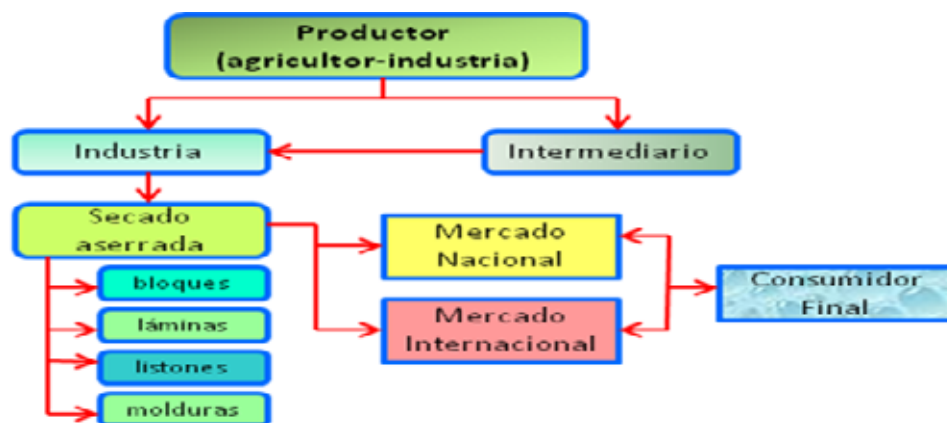 Productor
(agricultor-industria)
Industria
Intermediario
Secado
aserrada
bloques
láminas
listones
molduras
Mercado
Nacional
Mercado
Internacional
Consumidor
Final